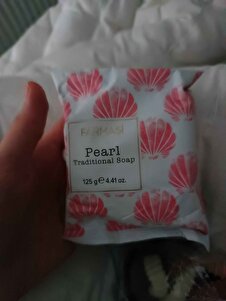 FARMASi
Pearl
Traditional Soap
125 g ℮ 4.41 oz.